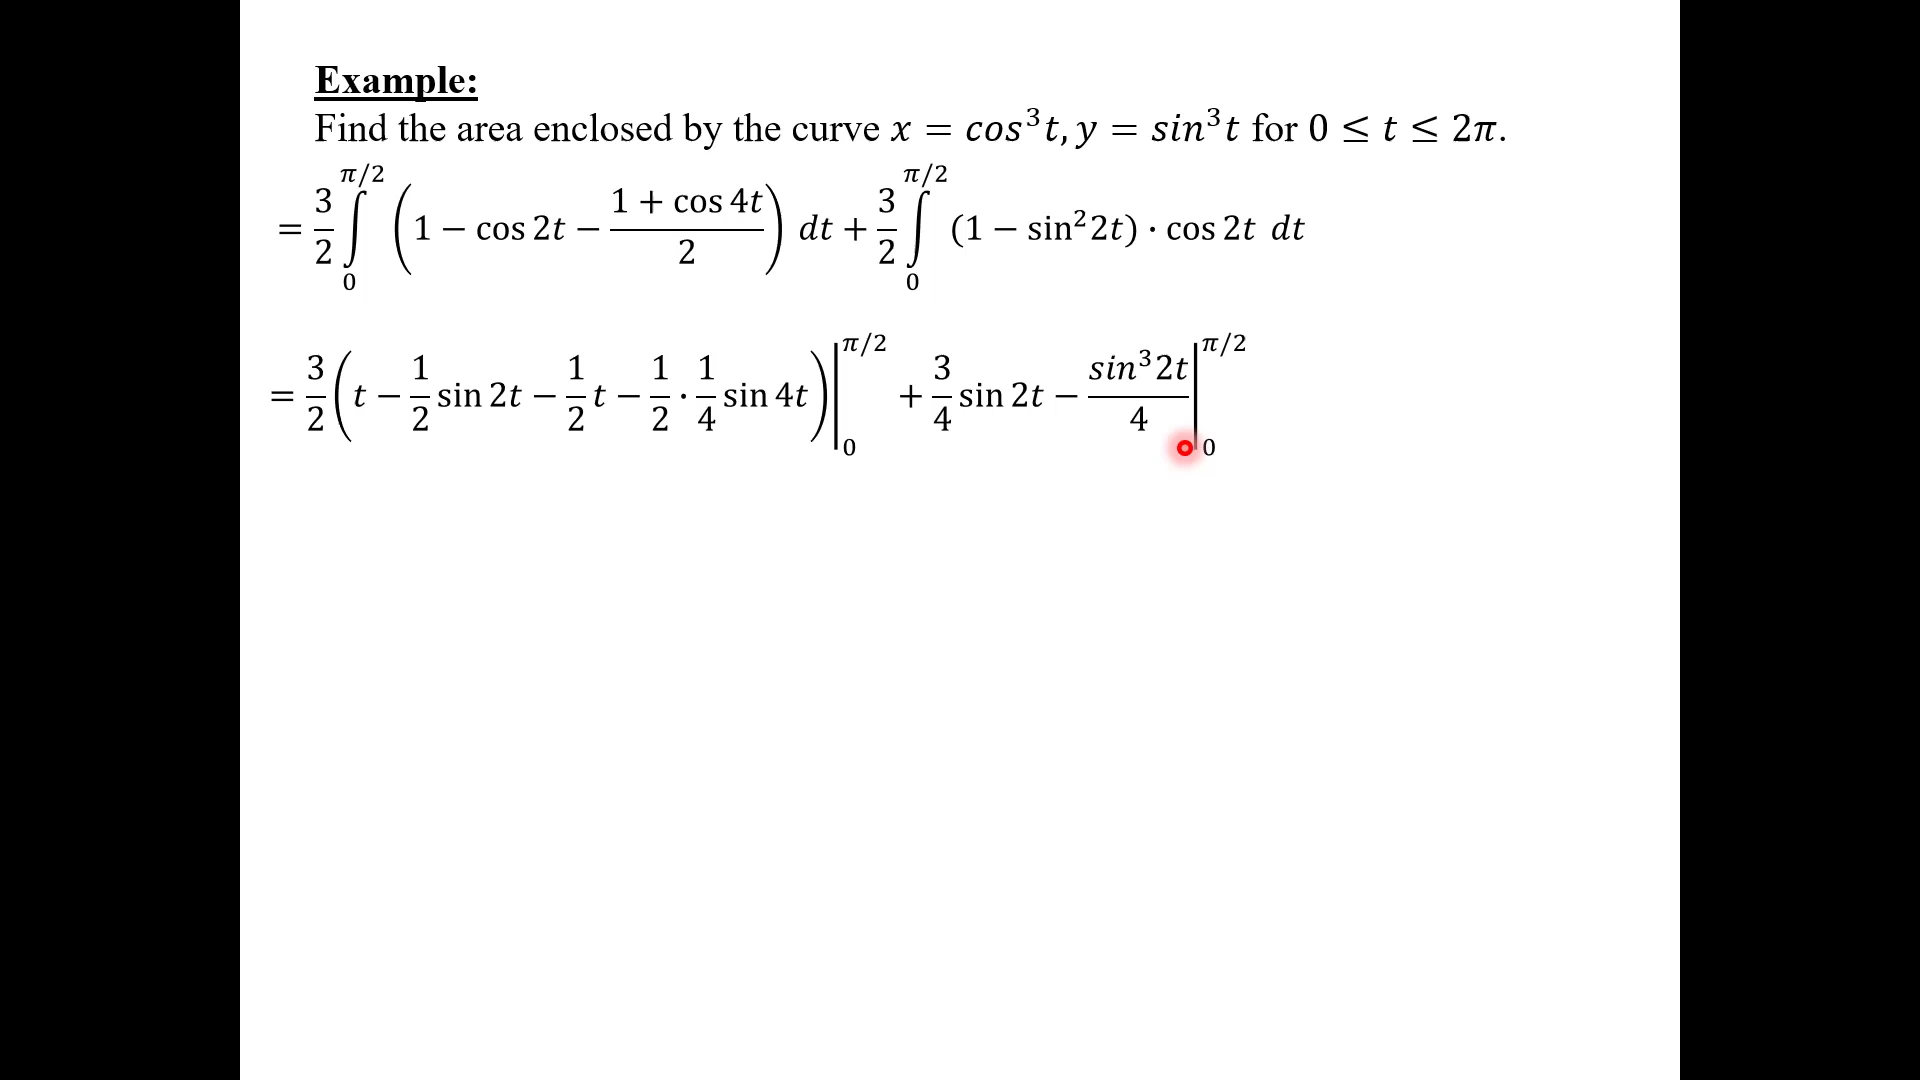 Example:
Find the area enclosed by the curve x = cos³t, y = sin³t for 0 ≤ t ≤ 2π.
= 3/2 ∫₀^{π/2} (1 − cos 2t − (1 + cos 4t)/2) dt + 3/2 ∫₀^{π/2} (1 − sin²2t) · cos 2t dt
= 3/2 (t − 1/2 sin 2t − 1/2 t − 1/2 · 1/4 sin 4t) |₀^{π/2} + 3/4 sin 2t − sin³2t/4 |₀^{π/2}